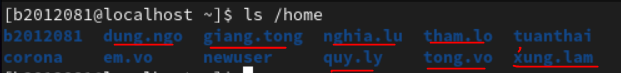 [b2012081@localhost ~]$ ls /home
b2012081 dung.ngo giang.tong nghia.lu tham.lo tuanthai
corona em.vo newuser quy.ly tong.vo xung.lam